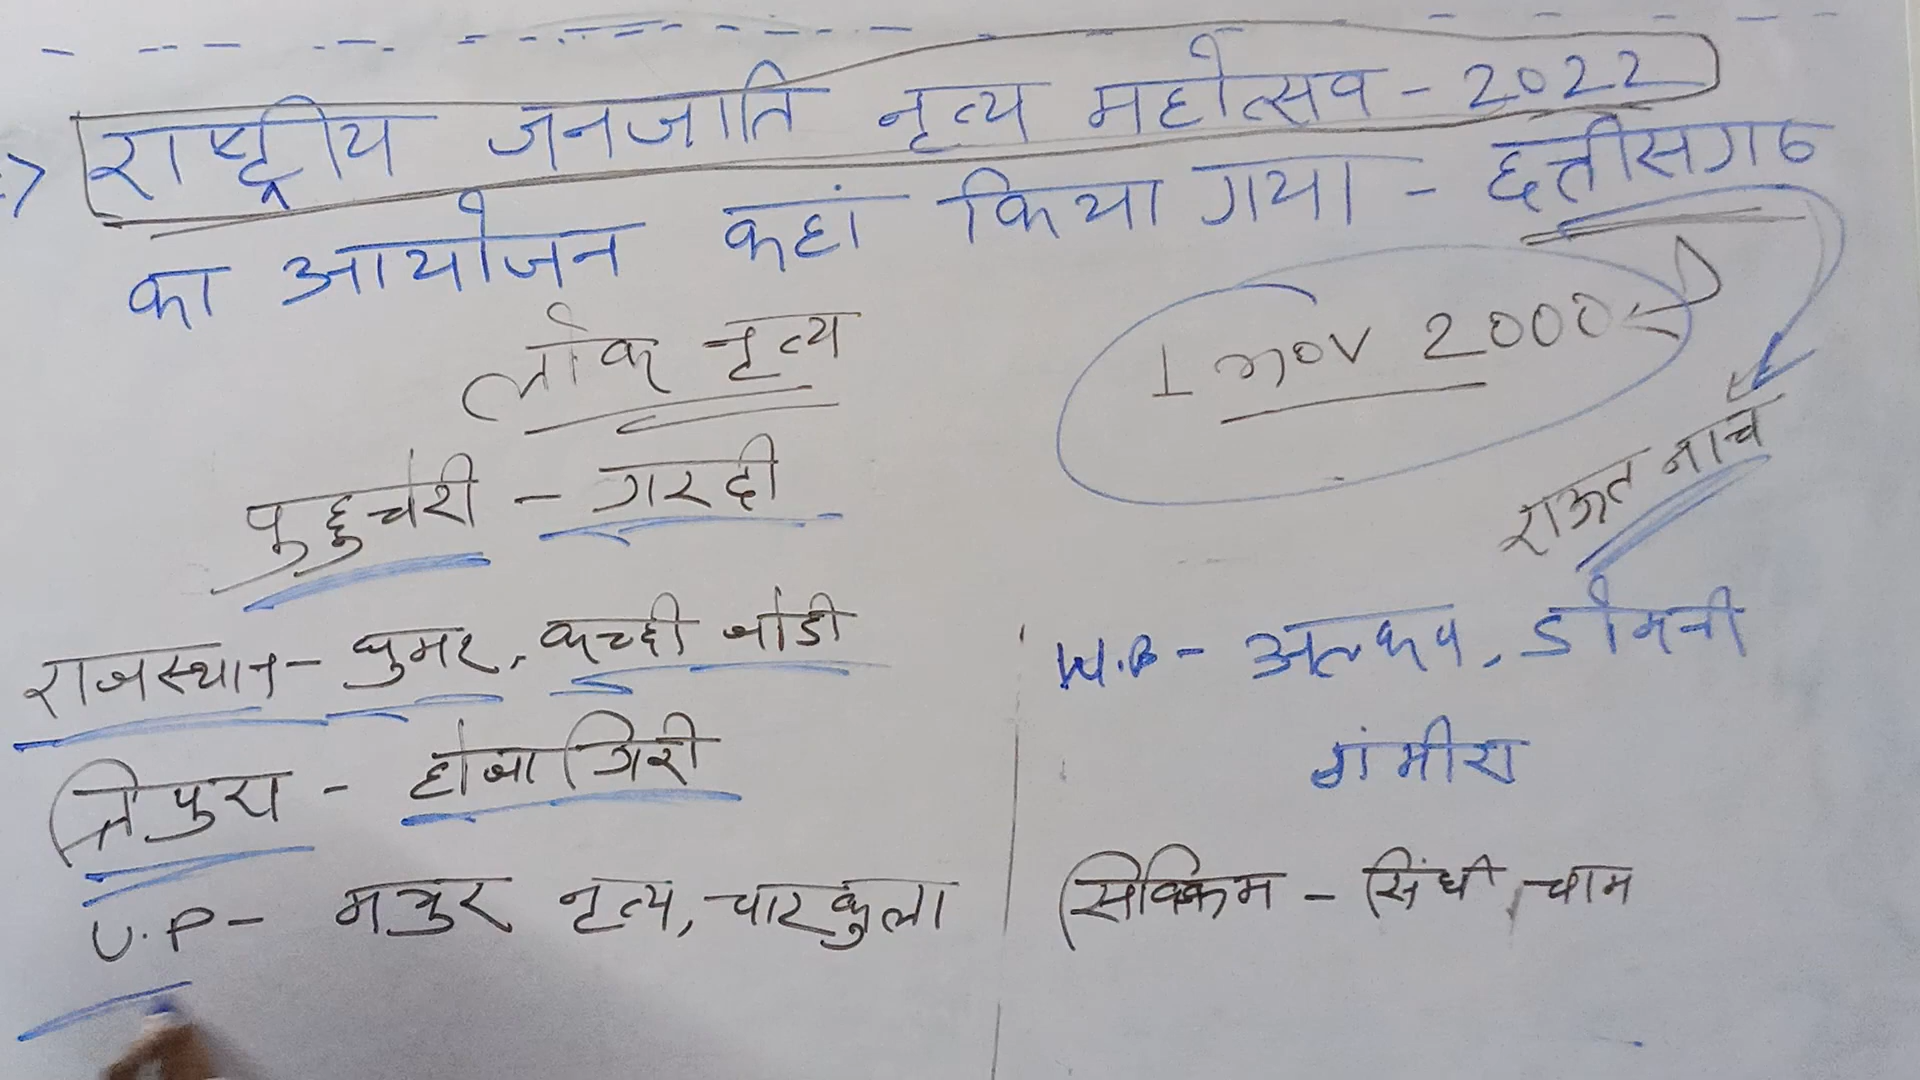 राष्ट्रीय जनजाति नृत्य महोत्सव - 2022
का आयोजन कहां किया गया - छत्तीसगढ
1 nov 2000
लोक नृत्य
राऊत नाच
पुदुचेरी - गरदी
राजस्थान - घुमर, कच्ची घोडी
त्रिपुरा - होजागिरी
U.P - मयुर नृत्य, चारकुला
W.B - अलकप, डोमनी
गंभीरा
सिक्किम - सिंघी चाम